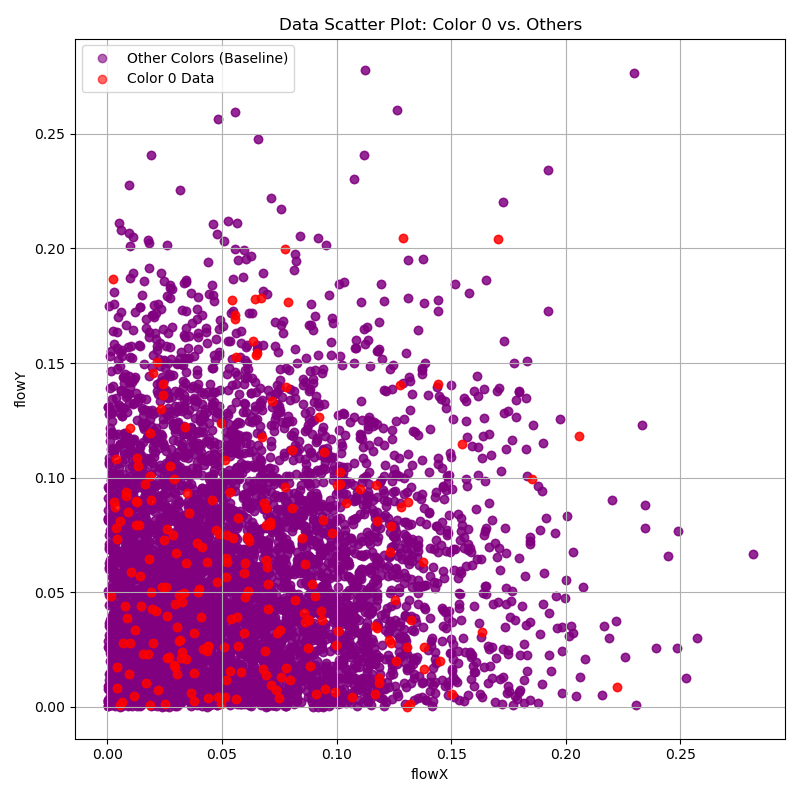 Data Scatter Plot: Color 0 vs. Others
Other Colors (Baseline)
Color 0 Data
flowY
0.25
0.20
0.15
0.10
0.05
0.00
0.00 0.05 0.10 0.15 0.20 0.25
flowX